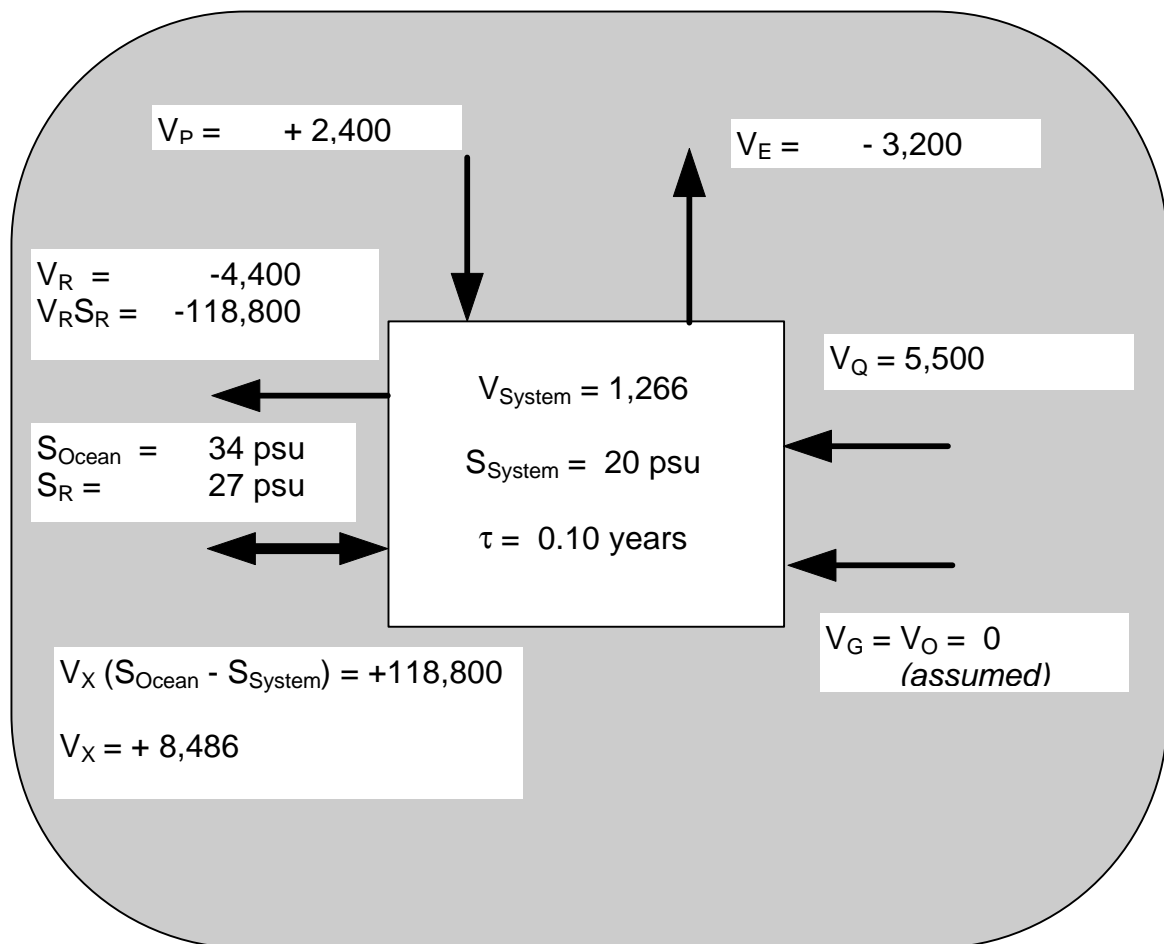 V_P = + 2,400
V_E = - 3,200
V_R = -4,400
V_RS_R = -118,800
V_System = 1,266
S_System = 20 psu
τ = 0.10 years
V_Q = 5,500
S_Ocean = 34 psu
S_R = 27 psu
V_G = V_O = 0
(assumed)
V_X (S_Ocean - S_System) = +118,800
V_X = + 8,486